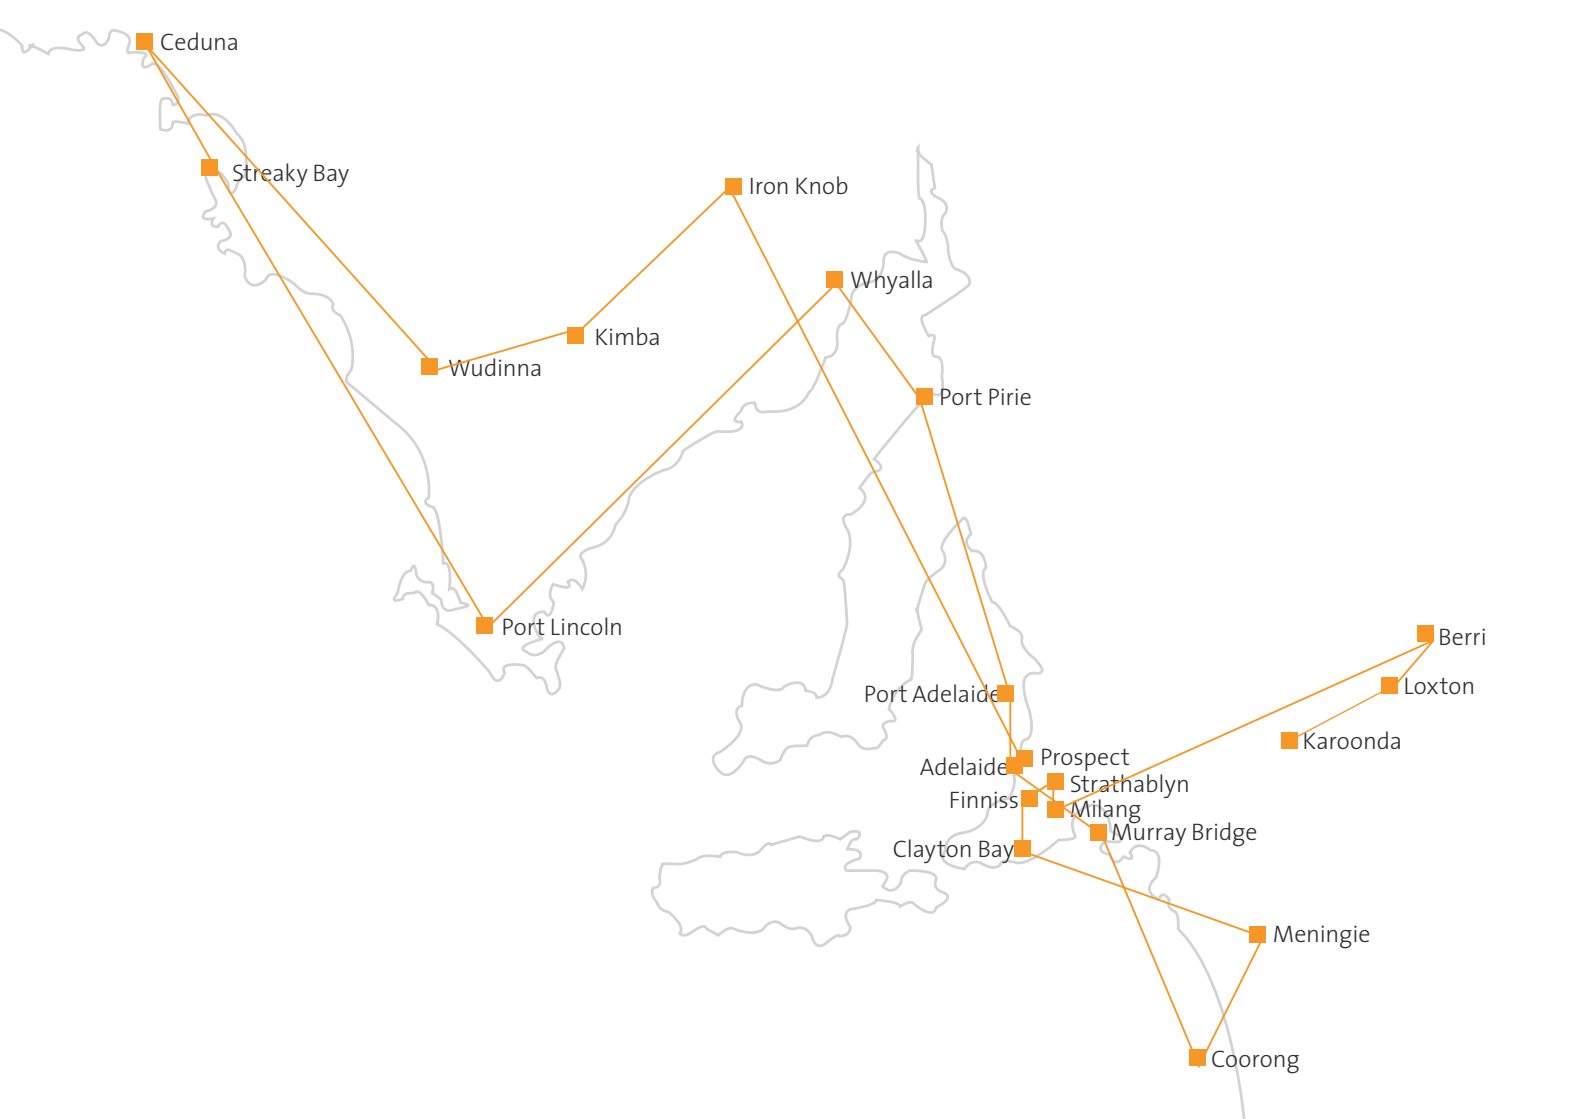 Ceduna
Streaky Bay
Iron Knob
Whyalla
Kimba
Wudinna
Port Pirie
Port Lincoln
Berri
Loxton
Port Adelaide
Karoonda
Prospect
Adelaide
Strathablyn
Finniss
Milang
Murray Bridge
Clayton Bay
Meningie
Coorong